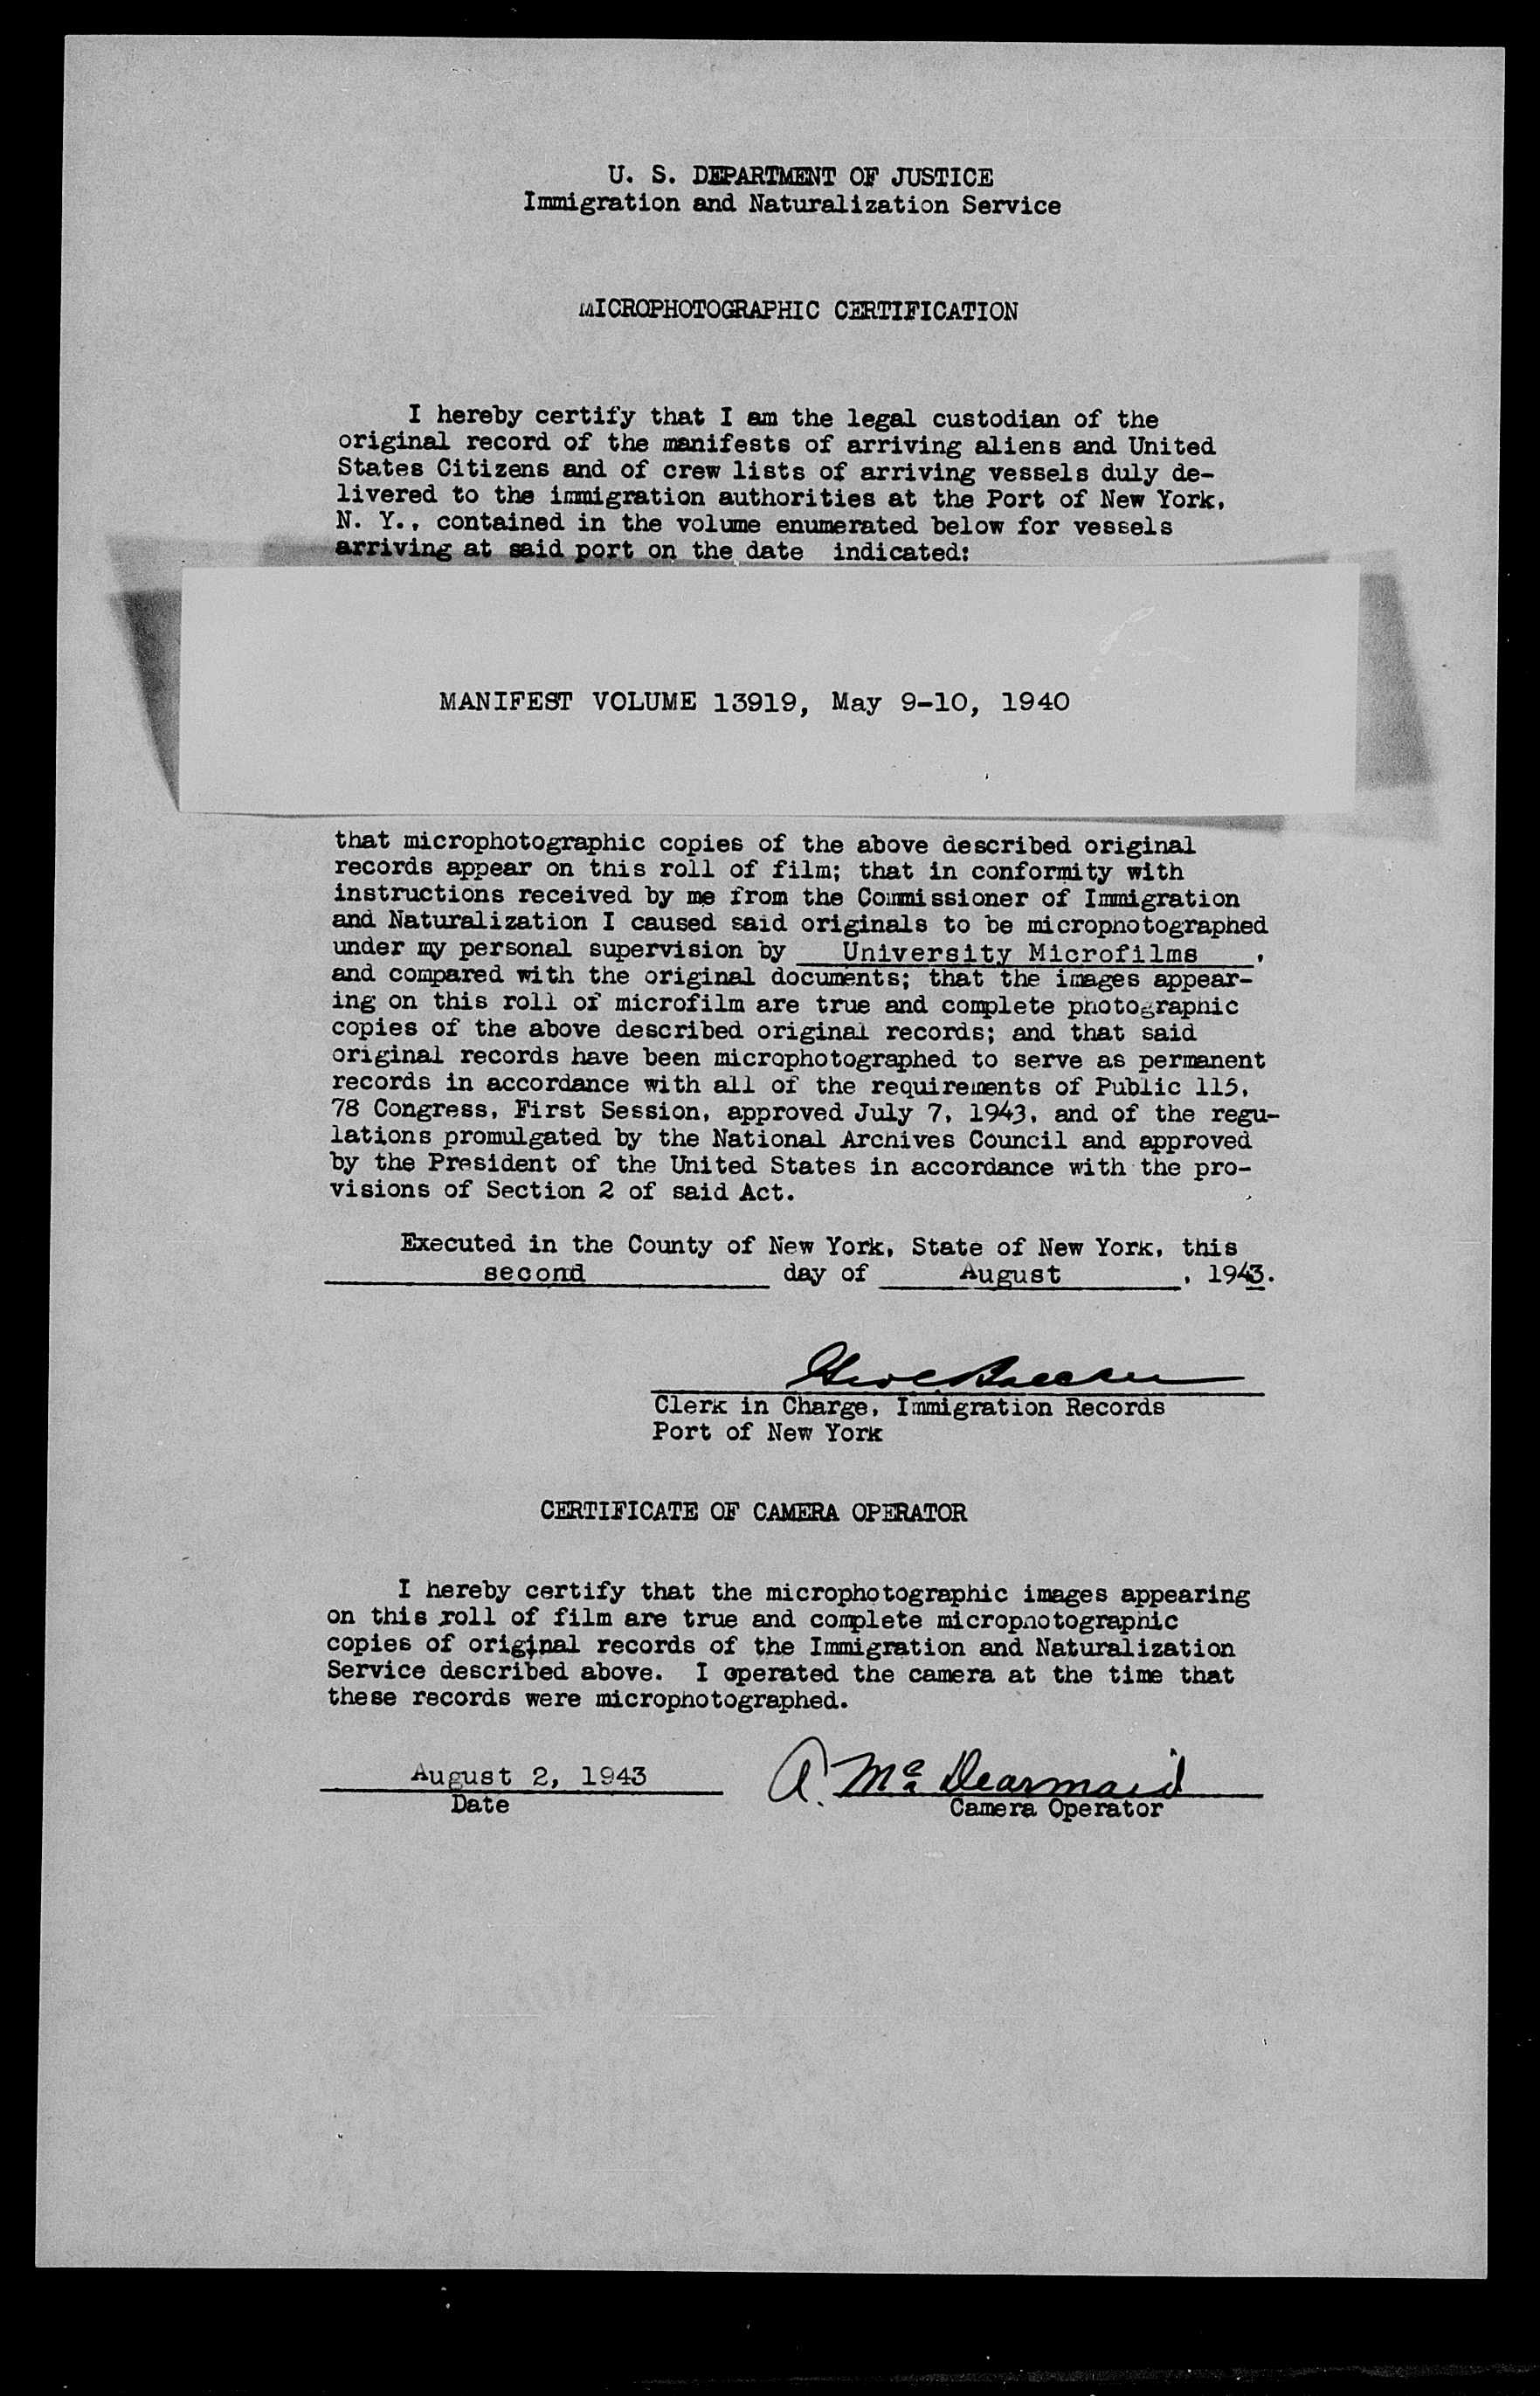 U. S. DEPARTMENT OF JUSTICE
Immigration and Naturalization Service
MICROPHOTOGRAPHIC CERTIFICATION
I hereby certify that I am the legal custodian of the
original record of the manifests of arriving aliens and United
States Citizens and of crew lists of arriving vessels duly de-
livered to the immigration authorities at the Port of New York,
N. Y., contained in the volume enumerated below for vessels
arriving at said port on the date indicated:
MANIFEST VOLUME 13919, May 9-10, 1940
that microphotographic copies of the above described original
records appear on this roll of film; that in conformity with
instructions received by me from the Commissioner of Immigration
and Naturalization I caused said originals to be microphotographed
under my personal supervision by University Microfilms,
and compared with the original documents; that the images appear-
ing on this roll of microfilm are true and complete photographic
copies of the above described original records; and that said
original records have been microphotographed to serve as permanent
records in accordance with all of the requirements of Public 115,
78 Congress, First Session, approved July 7, 1943, and of the regu-
lations promulgated by the National Archives Council and approved
by the President of the United States in accordance with the pro-
visions of Section 2 of said Act.
Executed in the County of New York, State of New York, this
second day of August, 1943.
Clerk in Charge, Immigration Records
Port of New York
CERTIFICATE OF CAMERA OPERATOR
I hereby certify that the microphotographic images appearing
on this roll of film are true and complete microphotographic
copies of original records of the Immigration and Naturalization
Service described above. I operated the camera at the time that
these records were microphotographed.
August 2, 1943 A. Mc Dearmaid
Date Camera Operator